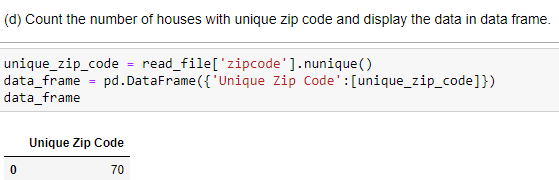 (d) Count the number of houses with unique zip code and display the data in data frame.
unique_zip_code = read_file['zipcode'].nunique()
data_frame = pd.DataFrame({'Unique Zip Code':[unique_zip_code]})
data_frame
Unique Zip Code
0 70